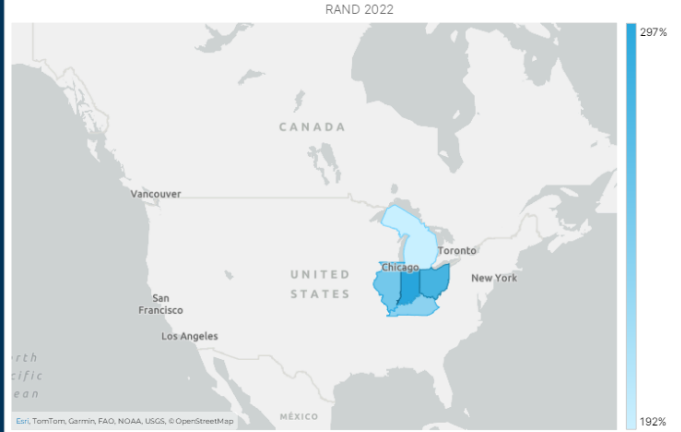 RAND 2022
297%
CANADA
Vancouver
Toronto
Chicago
New York
UNITED
STATES
San
Francisco
Los Angeles
rth
cific
ean
MÉXICO
Esri, TomTom, Garmin, FAO, NOAA, USGS, © OpenStreetMap
192%